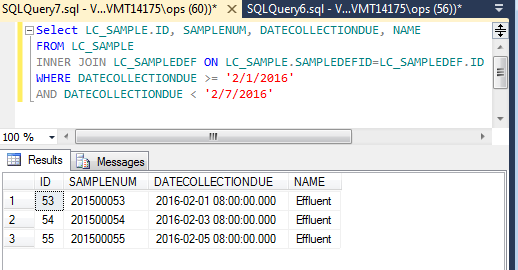 SQLQuery7.sql - V...VMT14175\ops (60))* SQLQuery6.sql - V...VMT14175\ops (56))*
Select LC_SAMPLE.ID, SAMPLENUM, DATECOLLECTIONDUE, NAME
FROM LC_SAMPLE
INNER JOIN LC_SAMPLEDEF ON LC_SAMPLE.SAMPLEDEFID=LC_SAMPLEDEF.ID
WHERE DATECOLLECTIONDUE >= '2/1/2016'
AND DATECOLLECTIONDUE < '2/7/2016'
100 %
Results Messages
ID SAMPLENUM DATECOLLECTIONDUE NAME
1 53 201500053 2016-02-01 08:00:00.000 Effluent
2 54 201500054 2016-02-03 08:00:00.000 Effluent
3 55 201500055 2016-02-05 08:00:00.000 Effluent